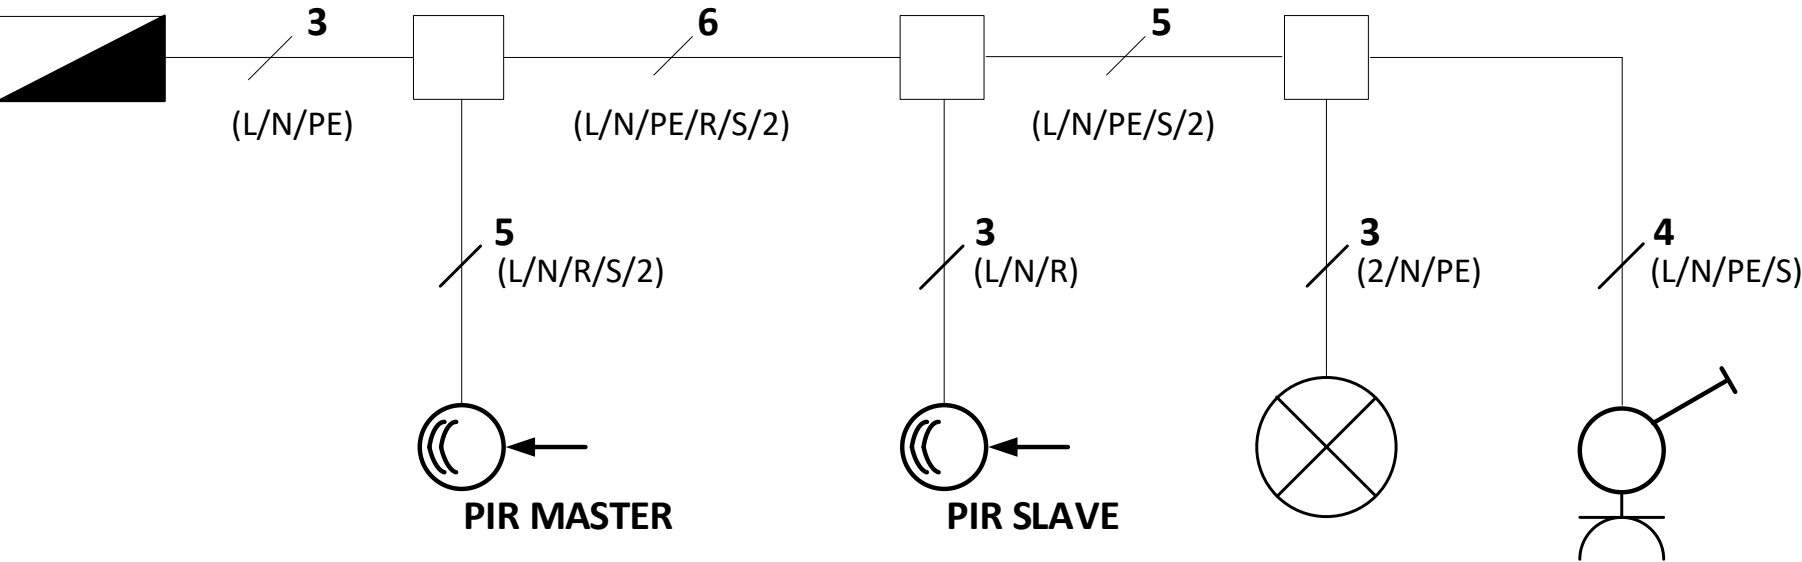 3
6
5
(L/N/PE)
(L/N/PE/R/S/2)
(L/N/PE/S/2)
5
(L/N/R/S/2)
3
(L/N/R)
3
(2/N/PE)
4
(L/N/PE/S)
PIR MASTER
PIR SLAVE